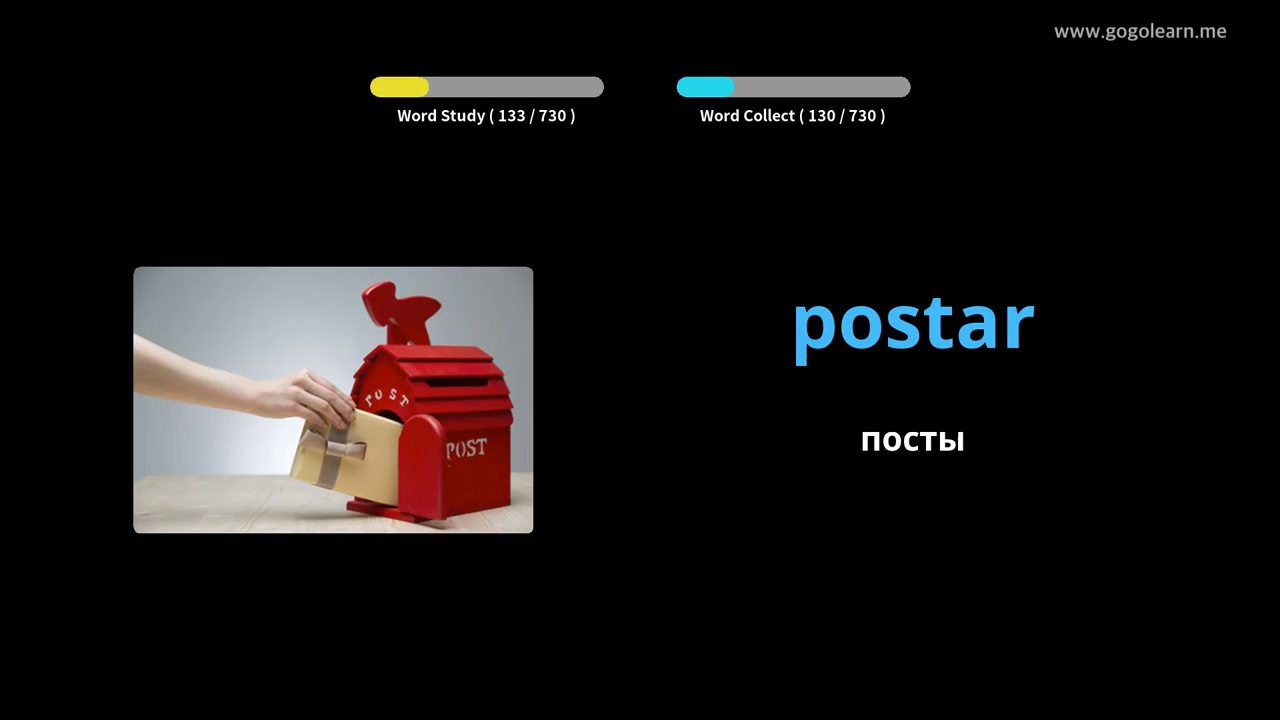 www.gogolearn.me
Word Study ( 133 / 730 )
Word Collect ( 130 / 730 )
postar
посты
POST
POST